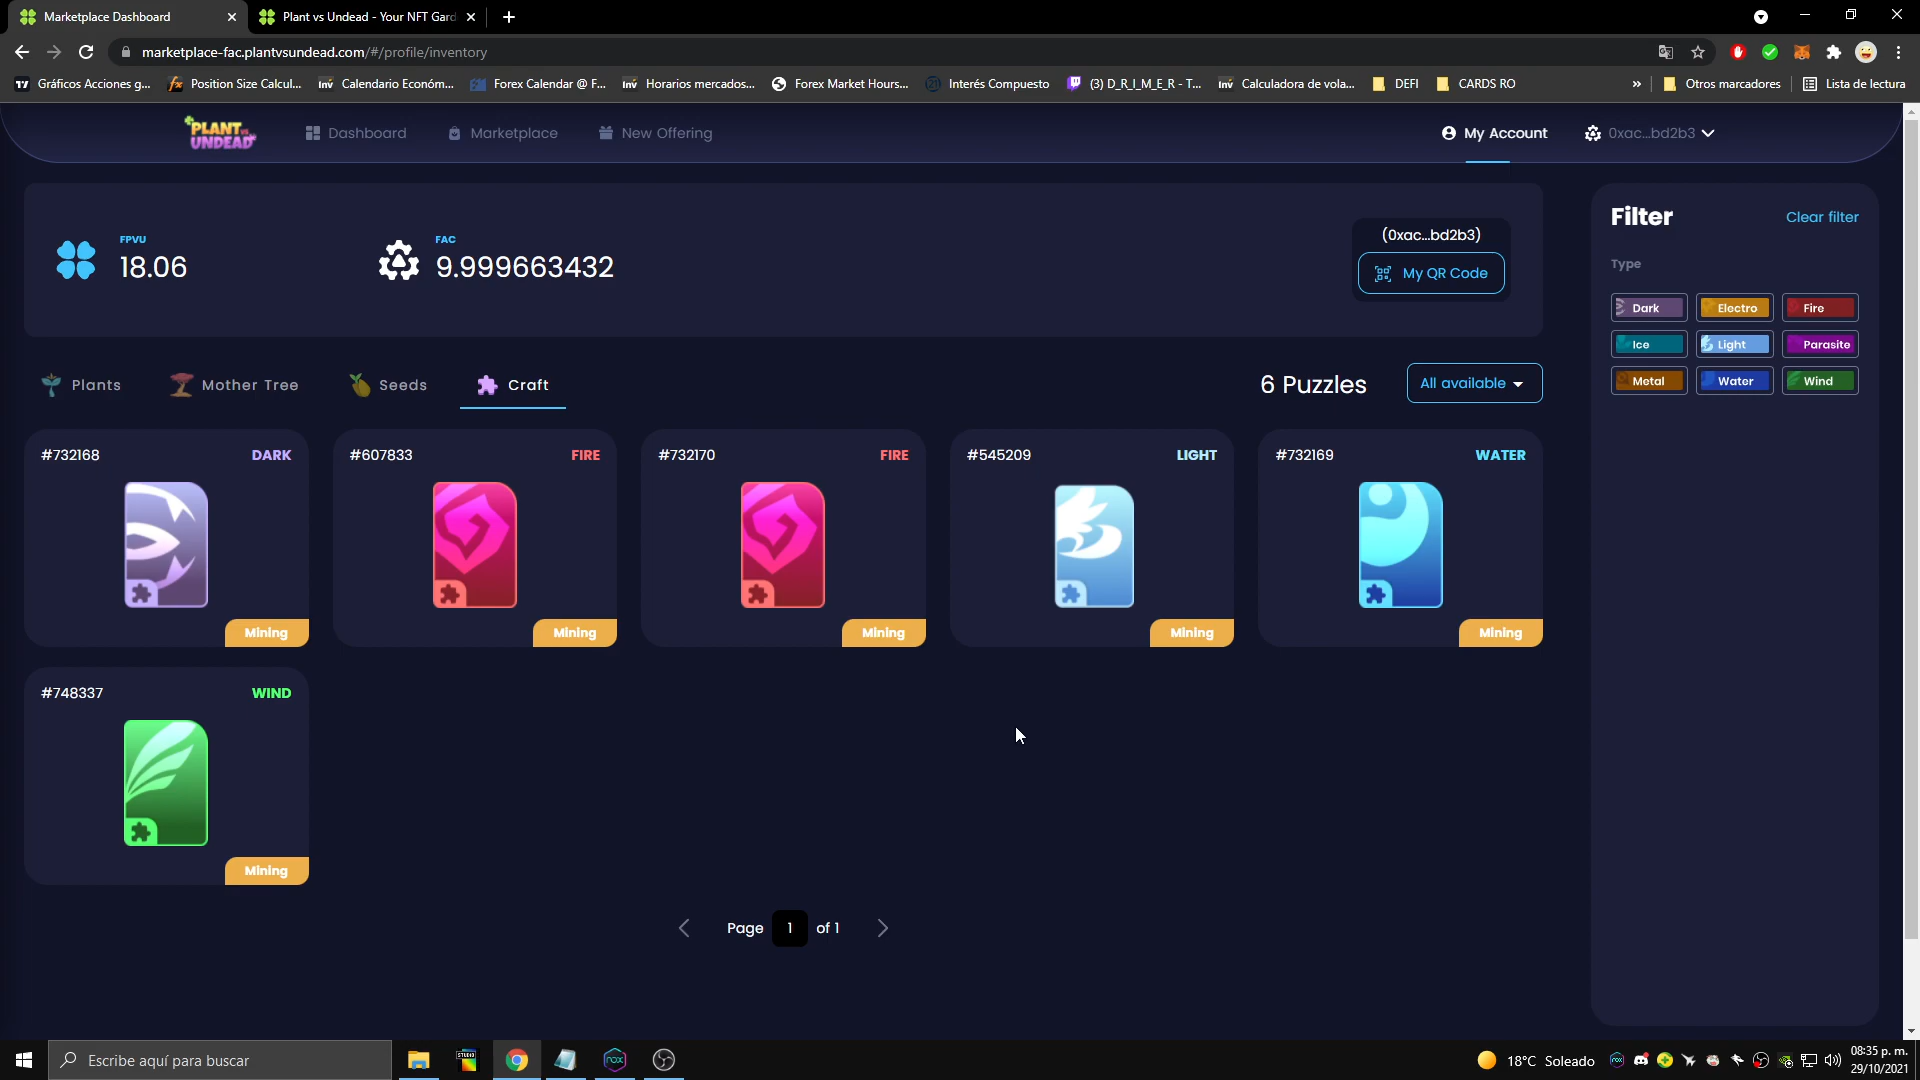 Marketplace Dashboard
Plant vs Undead - Your NFT Gard
marketplace-fac.plantvsundead.com/#/profile/inventory
Gráficos Acciones g...
Position Size Calcul...
Calendario Económ...
Forex Calendar @ F...
Horarios mercados...
Forex Market Hours...
Interés Compuesto
(3) D_R_I_M_E_R - T...
Calculadora de vola...
DEFI
CARDS RO
»
Otros marcadores
Lista de lectura
PLANT VS UNDEAD
Dashboard
Marketplace
New Offering
My Account
0xac...bd2b3
FPVU
18.06
FAC
9.999663432
(0xac...bd2b3)
My QR Code
Filter
Clear filter
Type
Dark
Electro
Fire
Ice
Light
Parasite
Metal
Water
Wind
Plants
Mother Tree
Seeds
Craft
6 Puzzles
All available
#732168 DARK
Mining
#607833 FIRE
Mining
#732170 FIRE
Mining
#545209 LIGHT
Mining
#732169 WATER
Mining
#748337 WIND
Mining
Page 1 of 1
Escribe aquí para buscar
18°C Soleado
08:35 p. m.
29/10/2021